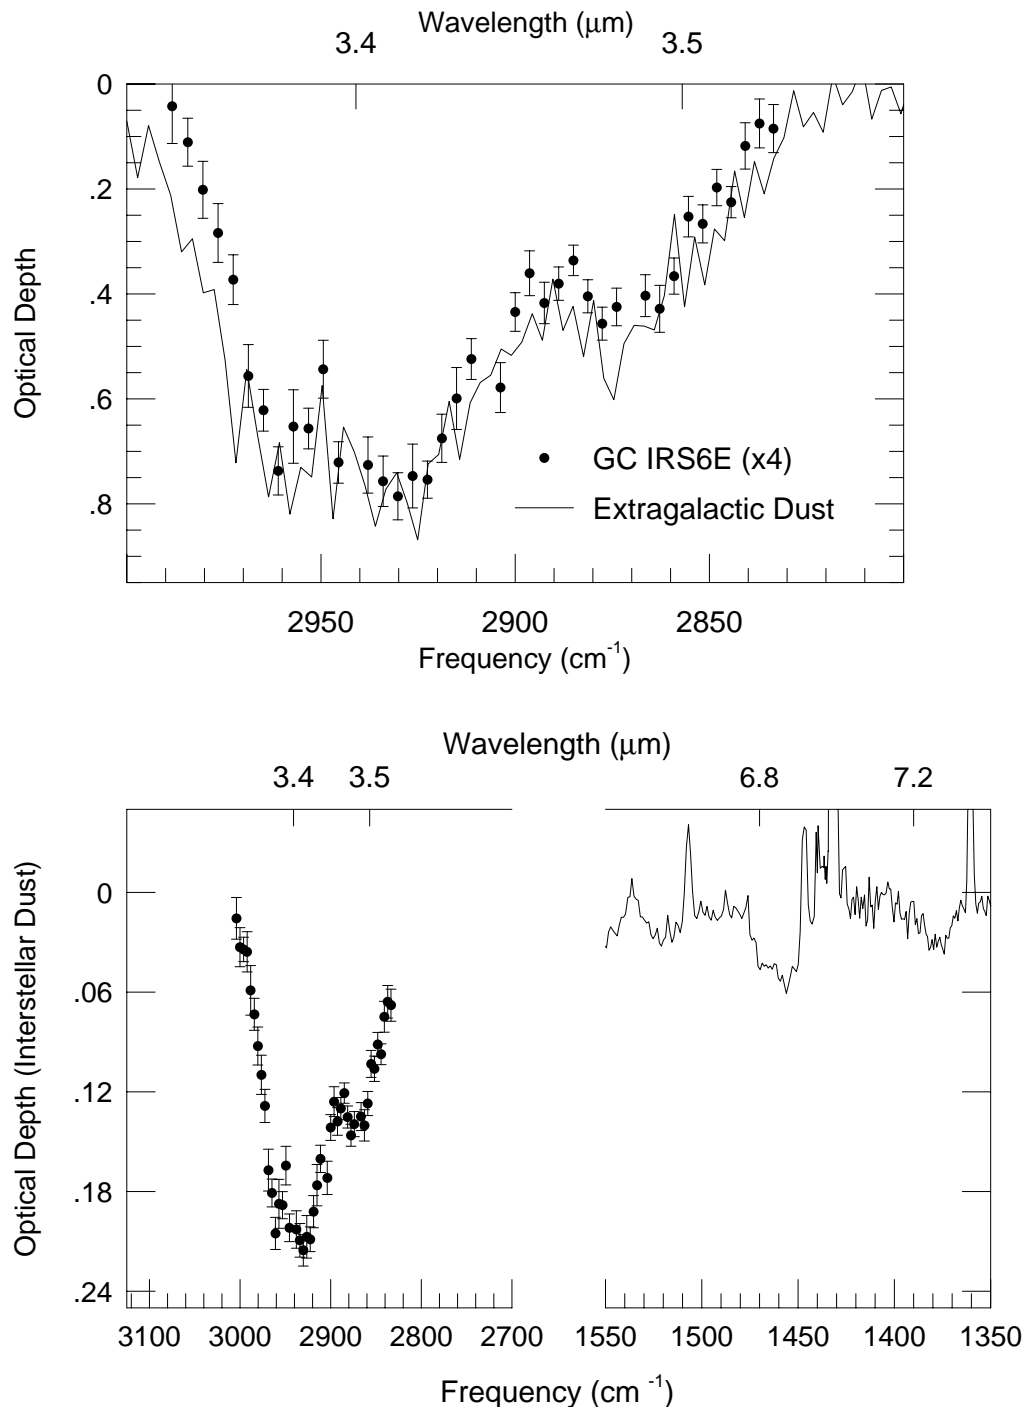 Wavelength (μm)
3.4 3.5
0
.2
.4
.6
.8
Optical Depth
GC IRS6E (x4)
Extragalactic Dust
2950 2900 2850
Frequency (cm-1)
Wavelength (μm)
3.4 3.5 6.8 7.2
0
.06
.12
.18
.24
Optical Depth (Interstellar Dust)
3100 3000 2900 2800 2700 1550 1500 1450 1400 1350
Frequency (cm -1)